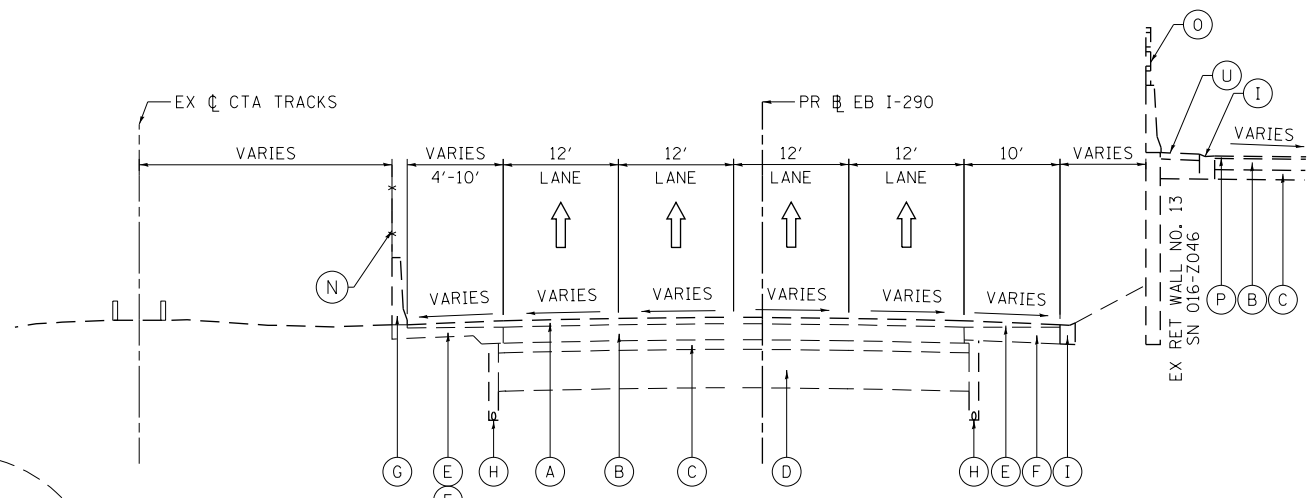 O
U
I
EX ℄ CTA TRACKS
PR B̲L̲ EB I-290
VARIES
VARIES
4'-10'
12'
LANE
12'
LANE
12'
LANE
12'
LANE
10'
VARIES
VARIES
N
VARIES
VARIES
VARIES
VARIES
VARIES
VARIES
EX RET WALL NO. 13
SN 016-Z046
P
B
C
G
E
H
A
B
C
D
H
E
F
I